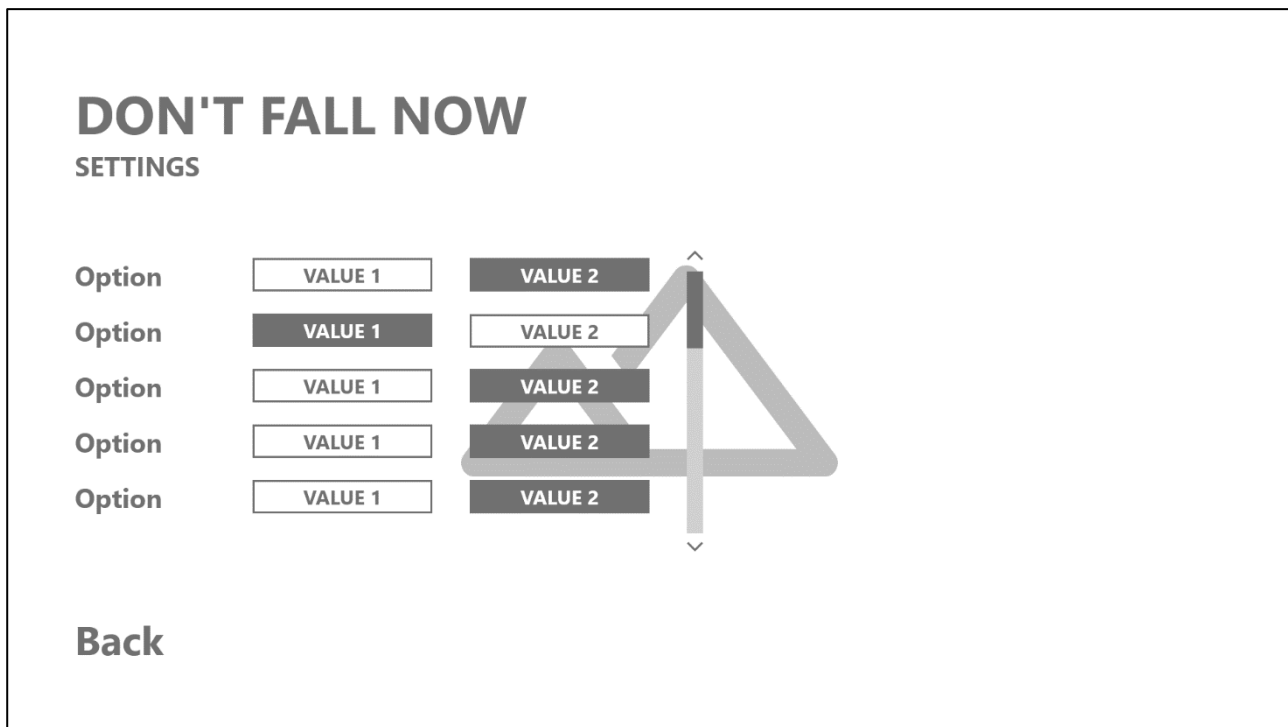 DON'T FALL NOW
SETTINGS
Option VALUE 1 VALUE 2
Option VALUE 1 VALUE 2
Option VALUE 1 VALUE 2
Option VALUE 1 VALUE 2
Option VALUE 1 VALUE 2
Back